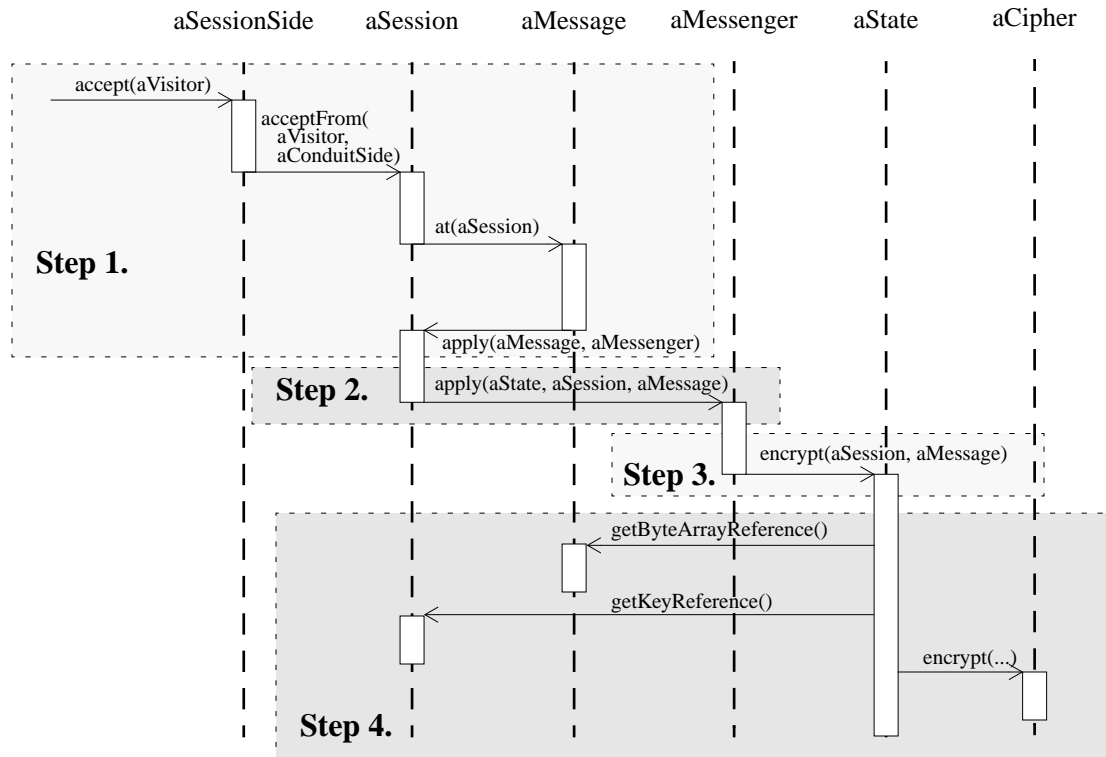 aSessionSide aSession aMessage aMessenger aState aCipher
accept(aVisitor)
acceptFrom(
aVisitor,
aConduitSide)
at(aSession)
Step 1.
apply(aMessage, aMessenger)
Step 2.
apply(aState, aSession, aMessage)
encrypt(aSession, aMessage)
Step 3.
getByteArrayReference()
getKeyReference()
encrypt(...)
Step 4.